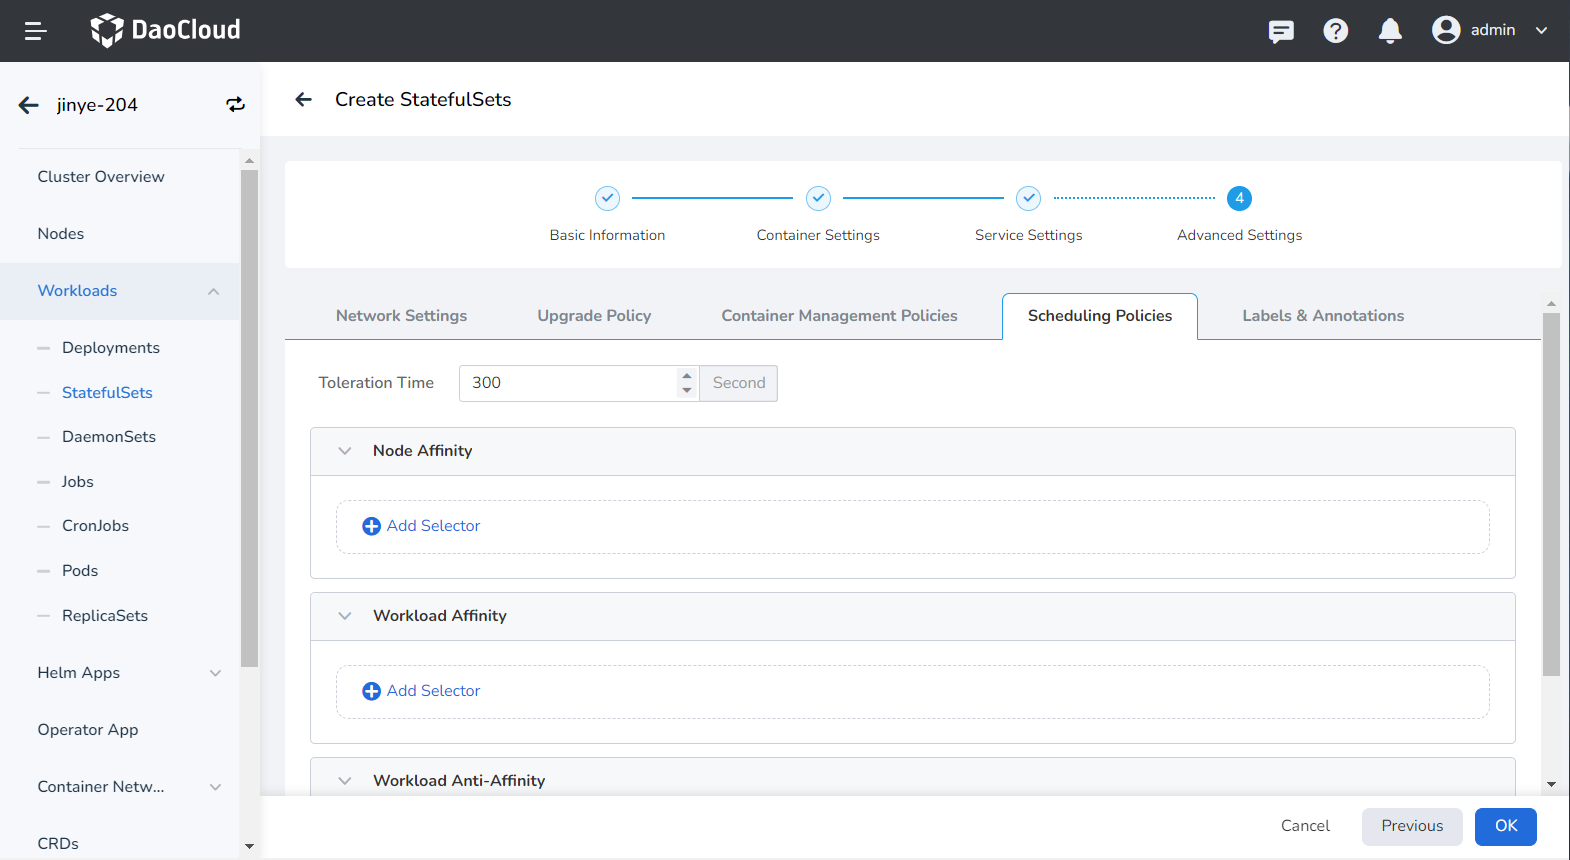 DaoCloud
admin
jinye-204
Create StatefulSets
Cluster Overview
Nodes
Workloads
Deployments
StatefulSets
DaemonSets
Jobs
CronJobs
Pods
ReplicaSets
Helm Apps
Operator App
Container Netw...
CRDs
4
Basic Information
Container Settings
Service Settings
Advanced Settings
Network Settings
Upgrade Policy
Container Management Policies
Scheduling Policies
Labels & Annotations
Toleration Time
300
Second
Node Affinity
Add Selector
Workload Affinity
Add Selector
Workload Anti-Affinity
Cancel
Previous
OK